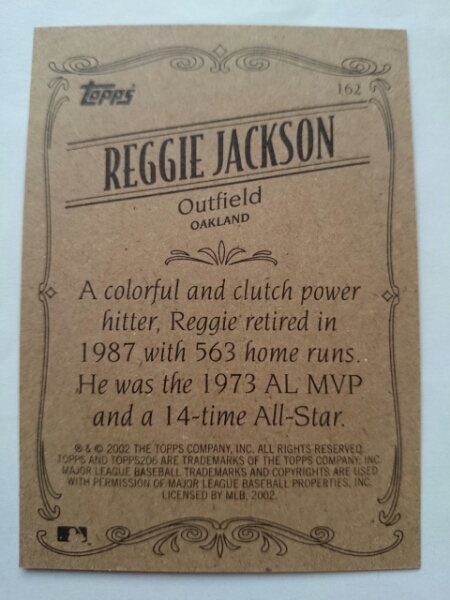 Topps
162
REGGIE JACKSON
Outfield
OAKLAND
A colorful and clutch power
hitter, Reggie retired in
1987 with 563 home runs.
He was the 1973 AL MVP
and a 14-time All-Star.
® & © 2002 THE TOPPS COMPANY, INC. ALL RIGHTS RESERVED.
TOPPS AND TOPPS206 ARE TRADEMARKS OF THE TOPPS COMPANY, INC.
MAJOR LEAGUE BASEBALL TRADEMARKS AND COPYRIGHTS ARE USED
WITH PERMISSION OF MAJOR LEAGUE BASEBALL PROPERTIES, INC.
LICENSED BY MLB, 2002.